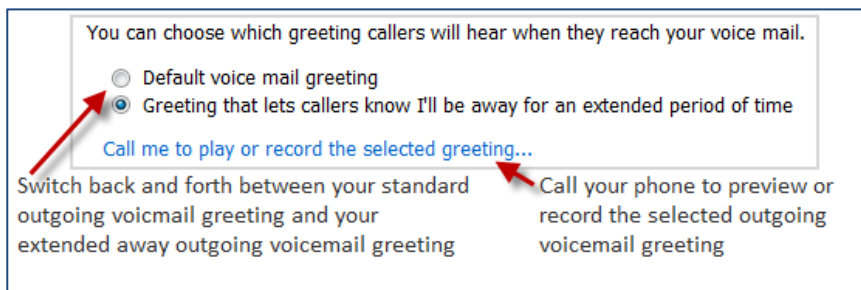 You can choose which greeting callers will hear when they reach your voice mail.
Default voice mail greeting
Greeting that lets callers know I'll be away for an extended period of time
Call me to play or record the selected greeting...
Switch back and forth between your standard
outgoing voicmail greeting and your
extended away outgoing voicemail greeting
Call your phone to preview or
record the selected outgoing
voicemail greeting